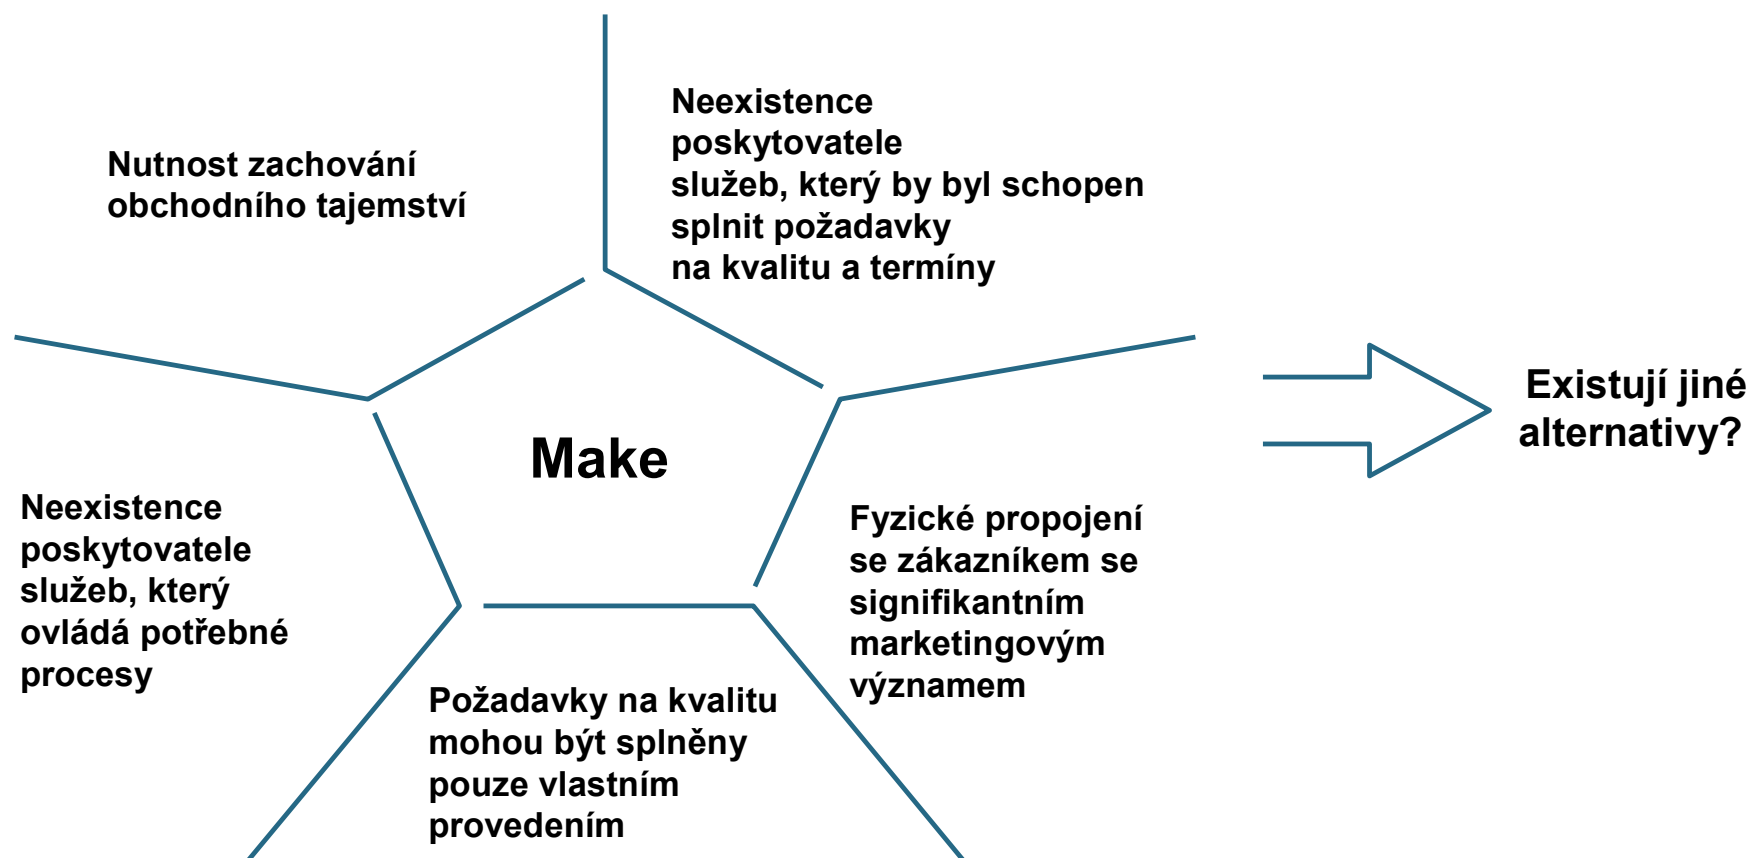 Nutnost zachování
obchodního tajemství
Neexistence
poskytovatele
služeb, který by byl schopen
splnit požadavky
na kvalitu a termíny
Make
Existují jiné
alternativy?
Neexistence
poskytovatele
služeb, který
ovládá potřebné
procesy
Fyzické propojení
se zákazníkem se
signifikantním
marketingovým
významem
Požadavky na kvalitu
mohou být splněny
pouze vlastním
provedením